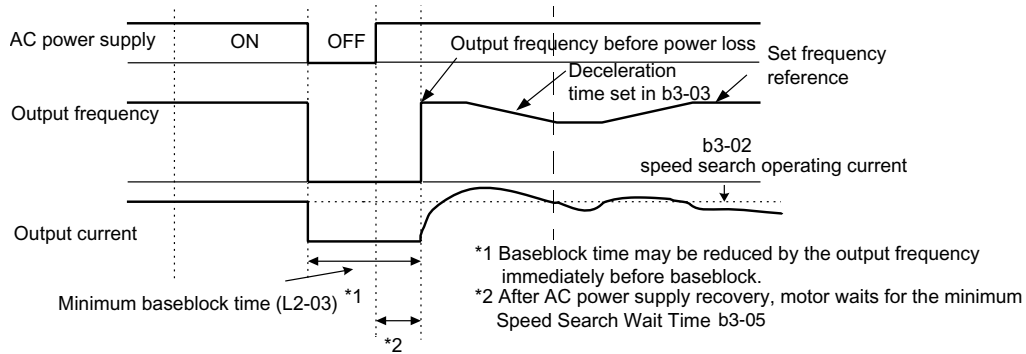 AC power supply
ON
OFF
Output frequency before power loss
Deceleration
time set in b3-03
Set frequency
reference
Output frequency
b3-02
speed search operating current
Output current
*1 Baseblock time may be reduced by the output frequency
immediately before baseblock.
*2 After AC power supply recovery, motor waits for the minimum
Speed Search Wait Time b3-05
Minimum baseblock time (L2-03) *1
*2